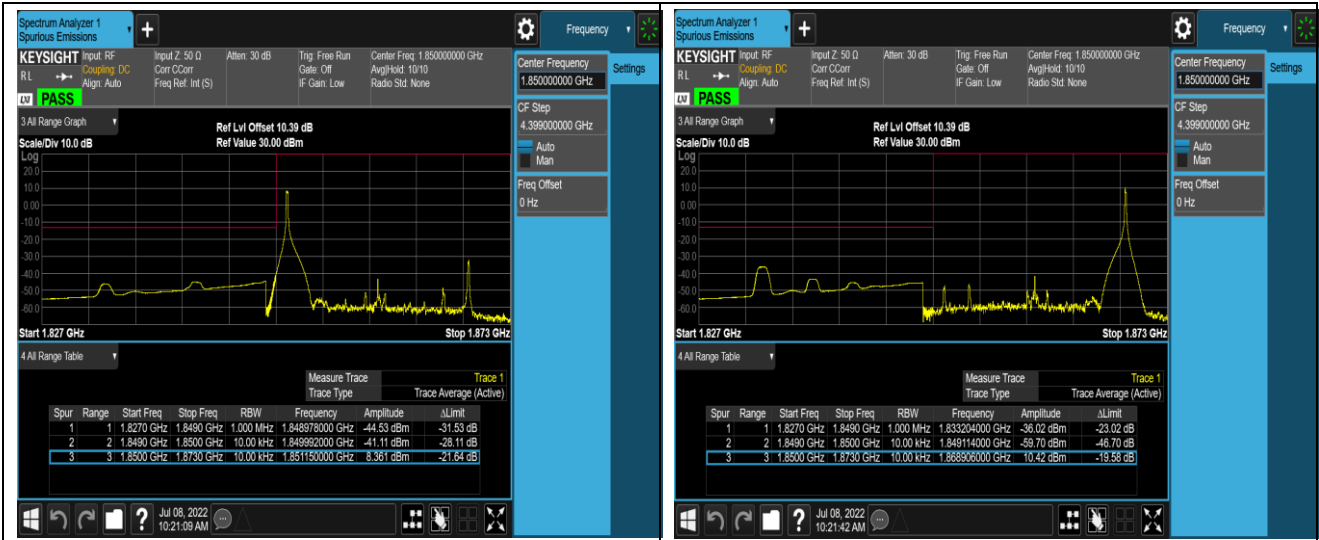 Spectrum Analyzer 1
Spurious Emissions
+
Frequency
KEYSIGHT
Input: RF
Input Z: 50 Ω
Atten: 30 dB
Trig: Free Run
Center Freq: 1.850000000 GHz
Coupling: DC
Corr CCorr
Gate: Off
Avg|Hold: 10/10
R L
Align: Auto
Freq Ref: Int (S)
IF Gain: Low
Radio Std: None
LXI
PASS
Center Frequency
1.850000000 GHz
Settings
CF Step
4.399000000 GHz
Auto
Man
Freq Offset
0 Hz
3 All Range Graph
Ref Lvl Offset 10.39 dB
Scale/Div 10.0 dB
Ref Value 30.00 dBm
Log
20.0
10.0
0.00
-10.0
-20.0
-30.0
-40.0
-50.0
-60.0
Start 1.827 GHz
Stop 1.873 GHz
4 All Range Table
Measure Trace Trace 1
Trace Type Trace Average (Active)
Spur Range Start Freq Stop Freq RBW Frequency Amplitude ΔLimit
1 1 1.8270 GHz 1.8490 GHz 1.000 MHz 1.848978000 GHz -44.53 dBm -31.53 dB
2 2 1.8490 GHz 1.8500 GHz 10.00 kHz 1.849992000 GHz -41.11 dBm -28.11 dB
3 3 1.8500 GHz 1.8730 GHz 10.00 kHz 1.851150000 GHz 8.361 dBm -21.64 dB
?
Jul 08, 2022
10:21:09 AM
Spectrum Analyzer 1
Spurious Emissions
+
Frequency
KEYSIGHT
Input: RF
Input Z: 50 Ω
Atten: 30 dB
Trig: Free Run
Center Freq: 1.850000000 GHz
Coupling: DC
Corr CCorr
Gate: Off
Avg|Hold: 10/10
R L
Align: Auto
Freq Ref: Int (S)
IF Gain: Low
Radio Std: None
LXI
PASS
Center Frequency
1.850000000 GHz
Settings
CF Step
4.399000000 GHz
Auto
Man
Freq Offset
0 Hz
3 All Range Graph
Ref Lvl Offset 10.39 dB
Scale/Div 10.0 dB
Ref Value 30.00 dBm
Log
20.0
10.0
0.00
-10.0
-20.0
-30.0
-40.0
-50.0
-60.0
Start 1.827 GHz
Stop 1.873 GHz
4 All Range Table
Measure Trace Trace 1
Trace Type Trace Average (Active)
Spur Range Start Freq Stop Freq RBW Frequency Amplitude ΔLimit
1 1 1.8270 GHz 1.8490 GHz 1.000 MHz 1.833204000 GHz -36.02 dBm -23.02 dB
2 2 1.8490 GHz 1.8500 GHz 10.00 kHz 1.849114000 GHz -59.70 dBm -46.70 dB
3 3 1.8500 GHz 1.8730 GHz 10.00 kHz 1.868906000 GHz 10.42 dBm -19.58 dB
?
Jul 08, 2022
10:21:42 AM